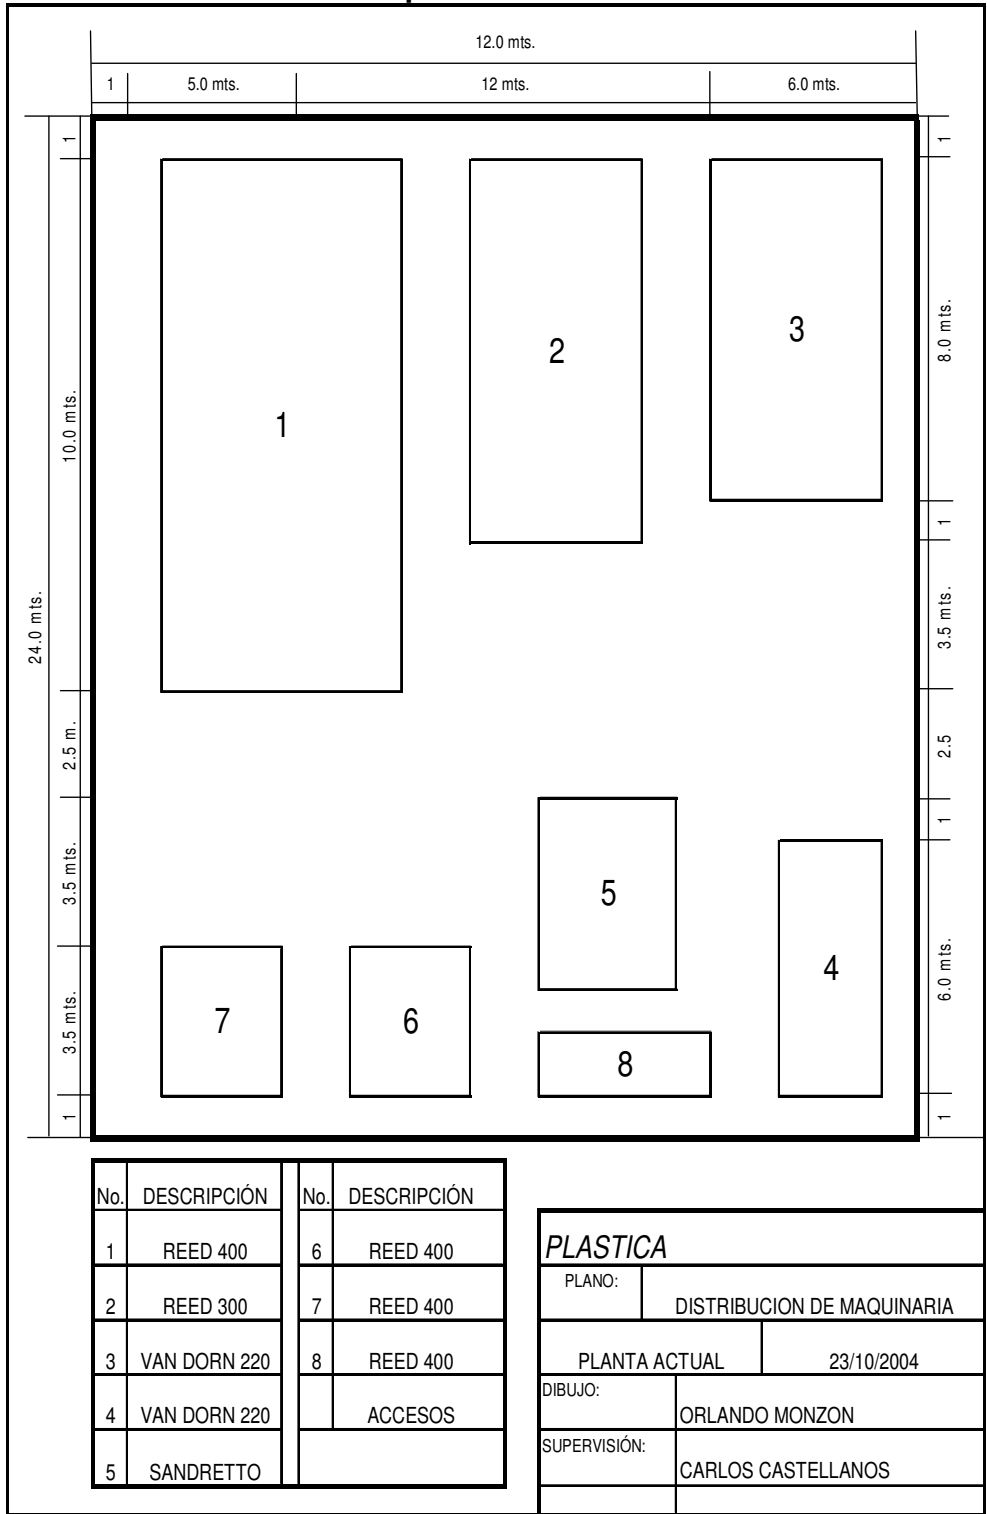 12.0 mts.
1 5.0 mts. 12 mts. 6.0 mts.
1
10.0 mts.
24.0 mts.
2.5 m.
3.5 mts.
3.5 mts.
1
1
8.0 mts.
1
3.5 mts.
2.5
1
6.0 mts.
1
1
2
3
5
4
7
6
8
No. DESCRIPCIÓN No. DESCRIPCIÓN
1 REED 400 6 REED 400
2 REED 300 7 REED 400
3 VAN DORN 220 8 REED 400
4 VAN DORN 220 ACCESOS
5 SANDRETTO
PLASTICA
PLANO:
DISTRIBUCION DE MAQUINARIA
PLANTA ACTUAL 23/10/2004
DIBUJO:
ORLANDO MONZON
SUPERVISIÓN:
CARLOS CASTELLANOS